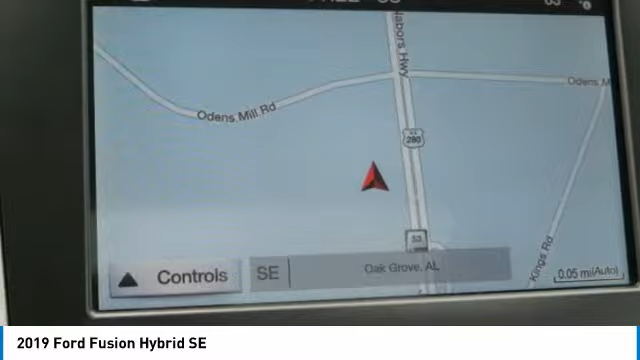 Nabors Hwy
Odens Mill Rd
Odens M
280
53
Kings Rd
Controls
SE
Oak Grove, AL
0.05 mi(Auto)
2019 Ford Fusion Hybrid SE